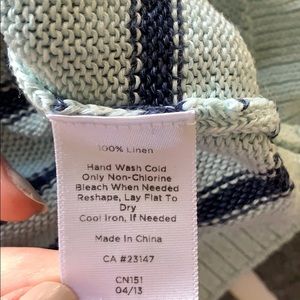 100% Linen
Hand Wash Cold
Only Non-Chlorine
Bleach When Needed
Reshape, Lay Flat To
Dry
Cool Iron, If Needed
Made In China
CA #23147
CN151
04/13